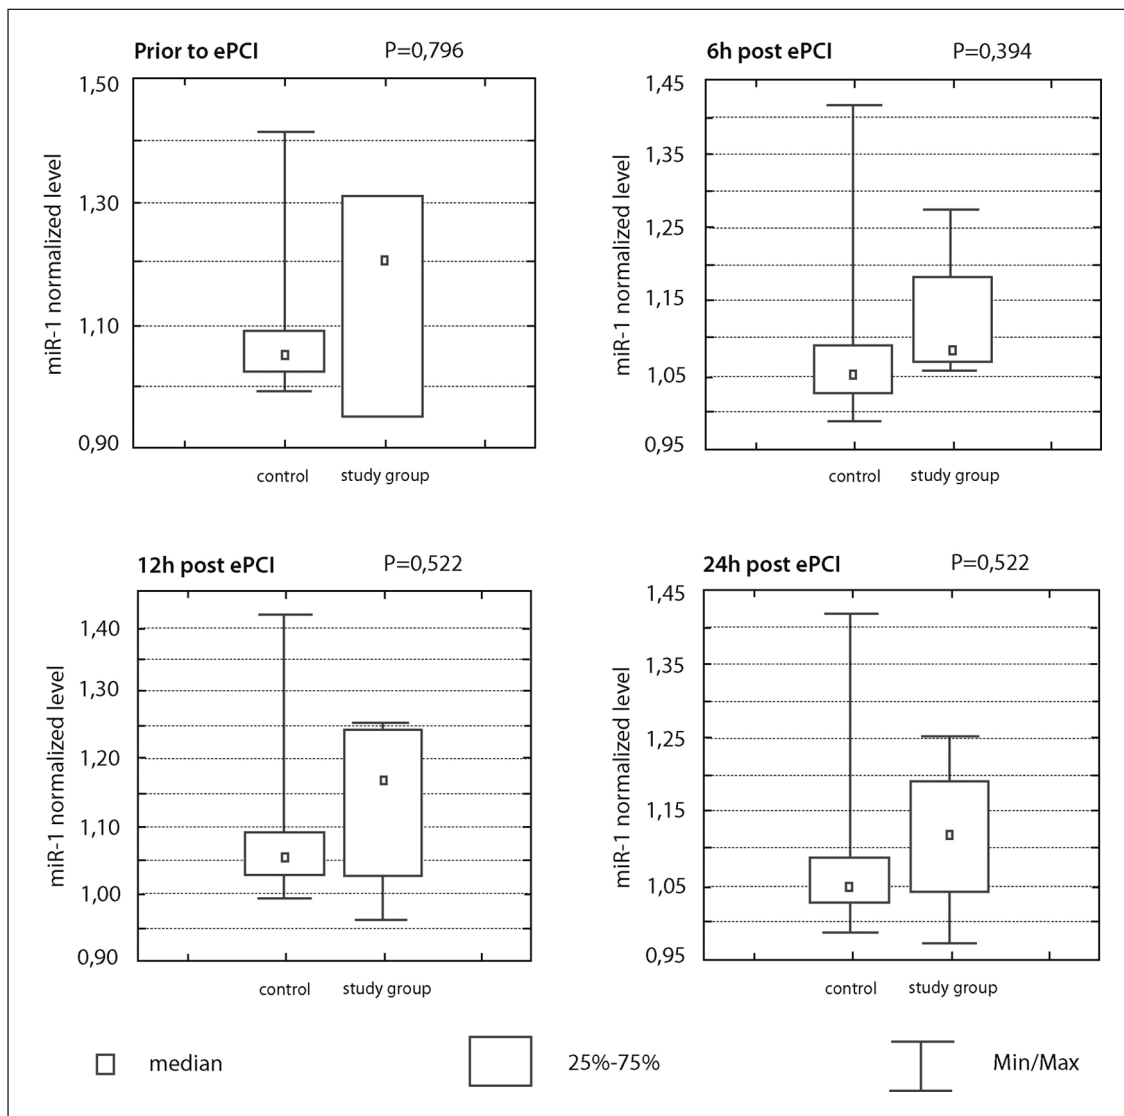 Prior to ePCI P=0,796
miR-1 normalized level
1,50
1,30
1,10
0,90
control study group
6h post ePCI P=0,394
miR-1 normalized level
1,45
1,35
1,25
1,15
1,05
0,95
control study group
12h post ePCI P=0,522
miR-1 normalized level
1,40
1,30
1,20
1,10
1,00
0,90
control study group
24h post ePCI P=0,522
miR-1 normalized level
1,45
1,35
1,25
1,15
1,05
0,95
control study group
median 25%-75% Min/Max